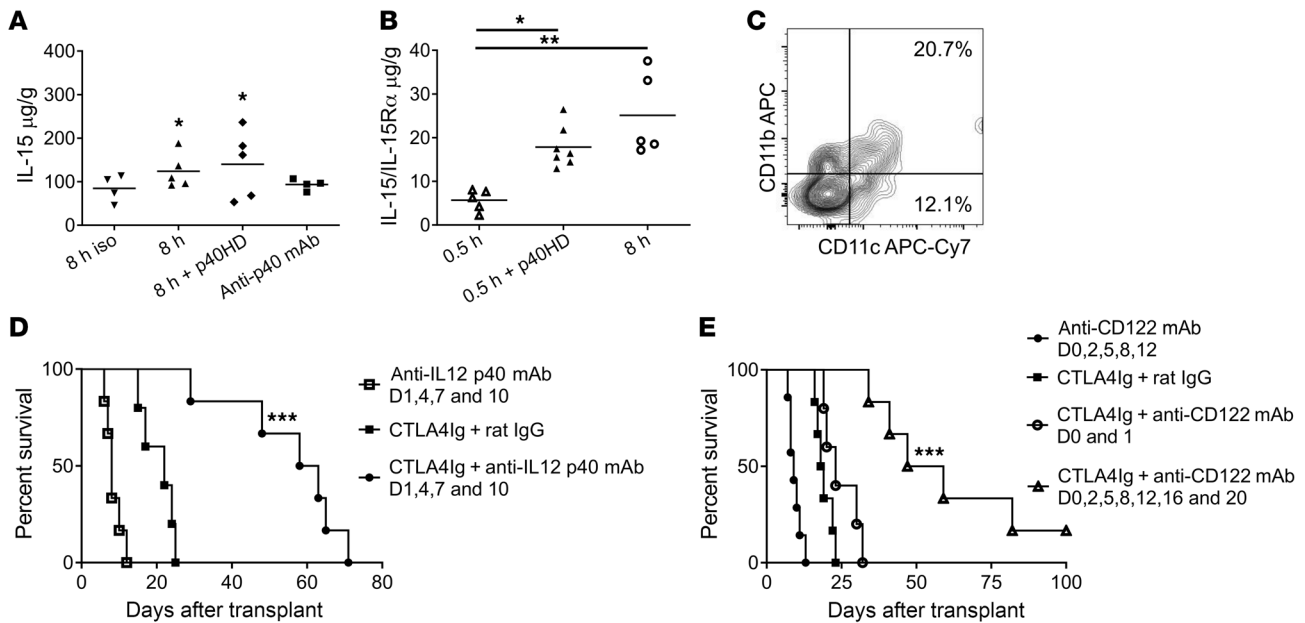 A
IL-15 µg/g
400
300
200
100
0
*
*
8 h iso
8 h
8 h + p40HD
Anti-p40 mAb
B
IL-15/IL-15Rα µg/g
40
30
20
10
0
*
**
0.5 h
0.5 h + p40HD
8 h
C
CD11b APC
20.7%
12.1%
CD11c APC-Cy7
D
Percent survival
100
50
0
***
0
20
40
60
80
Days after transplant
Anti-IL12 p40 mAb
D1,4,7 and 10
CTLA4Ig + rat IgG
CTLA4Ig + anti-IL12 p40 mAb
D1,4,7 and 10
E
Percent survival
100
50
0
***
0
25
50
75
100
Days after transplant
Anti-CD122 mAb
D0,2,5,8,12
CTLA4Ig + rat IgG
CTLA4Ig + anti-CD122 mAb
D0 and 1
CTLA4Ig + anti-CD122 mAb
D0,2,5,8,12,16 and 20